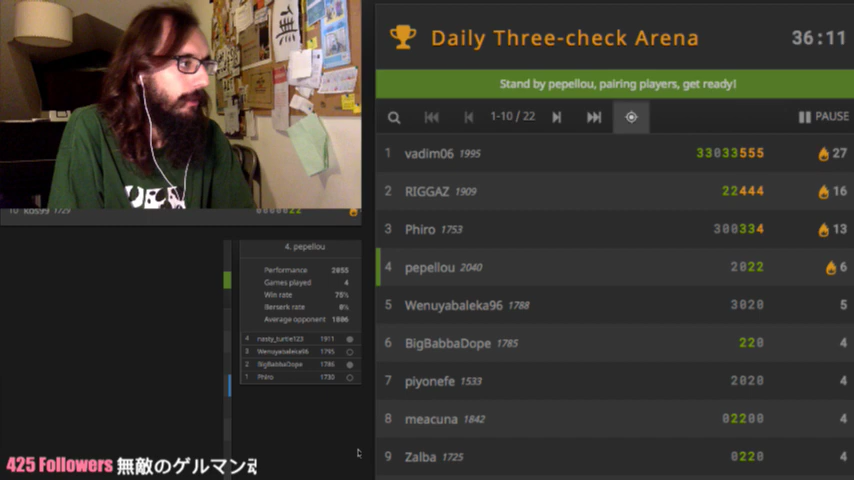 Daily Three-check Arena
36:11
Stand by pepellou, pairing players, get ready!
1-10 / 22
PAUSE
1 vadim06 1995 33033555 27
2 RIGGAZ 1909 22444 16
3 Phiro 1753 300334 13
4 pepellou 2040 2022 6
5 Wenuyabaleka96 1788 3020 5
6 BigBabbaDope 1785 220 4
7 piyonefe 1533 2020 4
8 meacuna 1842 02200 4
9 Zalba 1725 0220 4
無
10 kos99 1729 0000022
4. pepellou
Performance 2055
Games played 4
Win rate 75%
Berserk rate 0%
Average opponent 1806
4 nasty_turtle123 1911
3 Wenuyabaleka96 1795
2 BigBabbaDope 1786
1 Phiro 1730
425 Followers 無敵のゲルマン